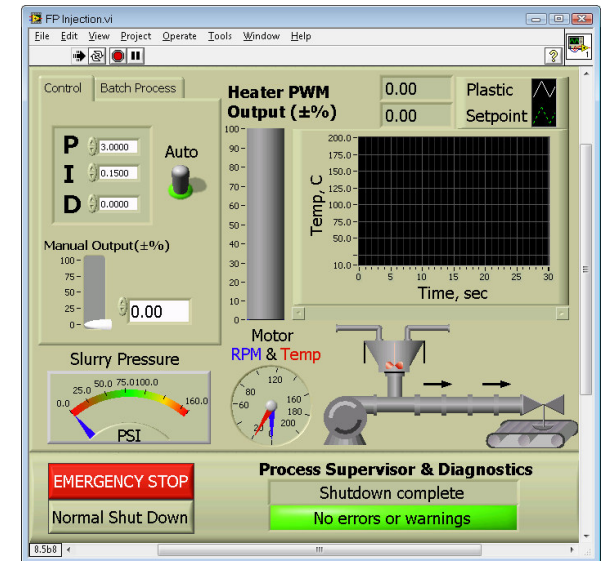 FP Injection.vi
File Edit View Project Operate Tools Window Help
?
1
Control Batch Process
P 3.0000
I 0.1500
D 0.0000
Auto
Manual Output(±%)
100
75
50
25
0
0.00
Heater PWM
Output (±%)
100
90
80
70
60
50
40
30
20
10
0.00
0.00
Plastic
Setpoint
Temp, C
200.0
175.0
150.0
125.0
100.0
75.0
50.0
10.0
0 5 10 15 20 25 30
Time, sec
Slurry Pressure
0.0 25.0 50.0 75.0 100.0 160.0
PSI
Motor
RPM & Temp
20 60 80 120 160 180 200
0
EMERGENCY STOP
Normal Shut Down
Process Supervisor & Diagnostics
Shutdown complete
No errors or warnings
8.5b8